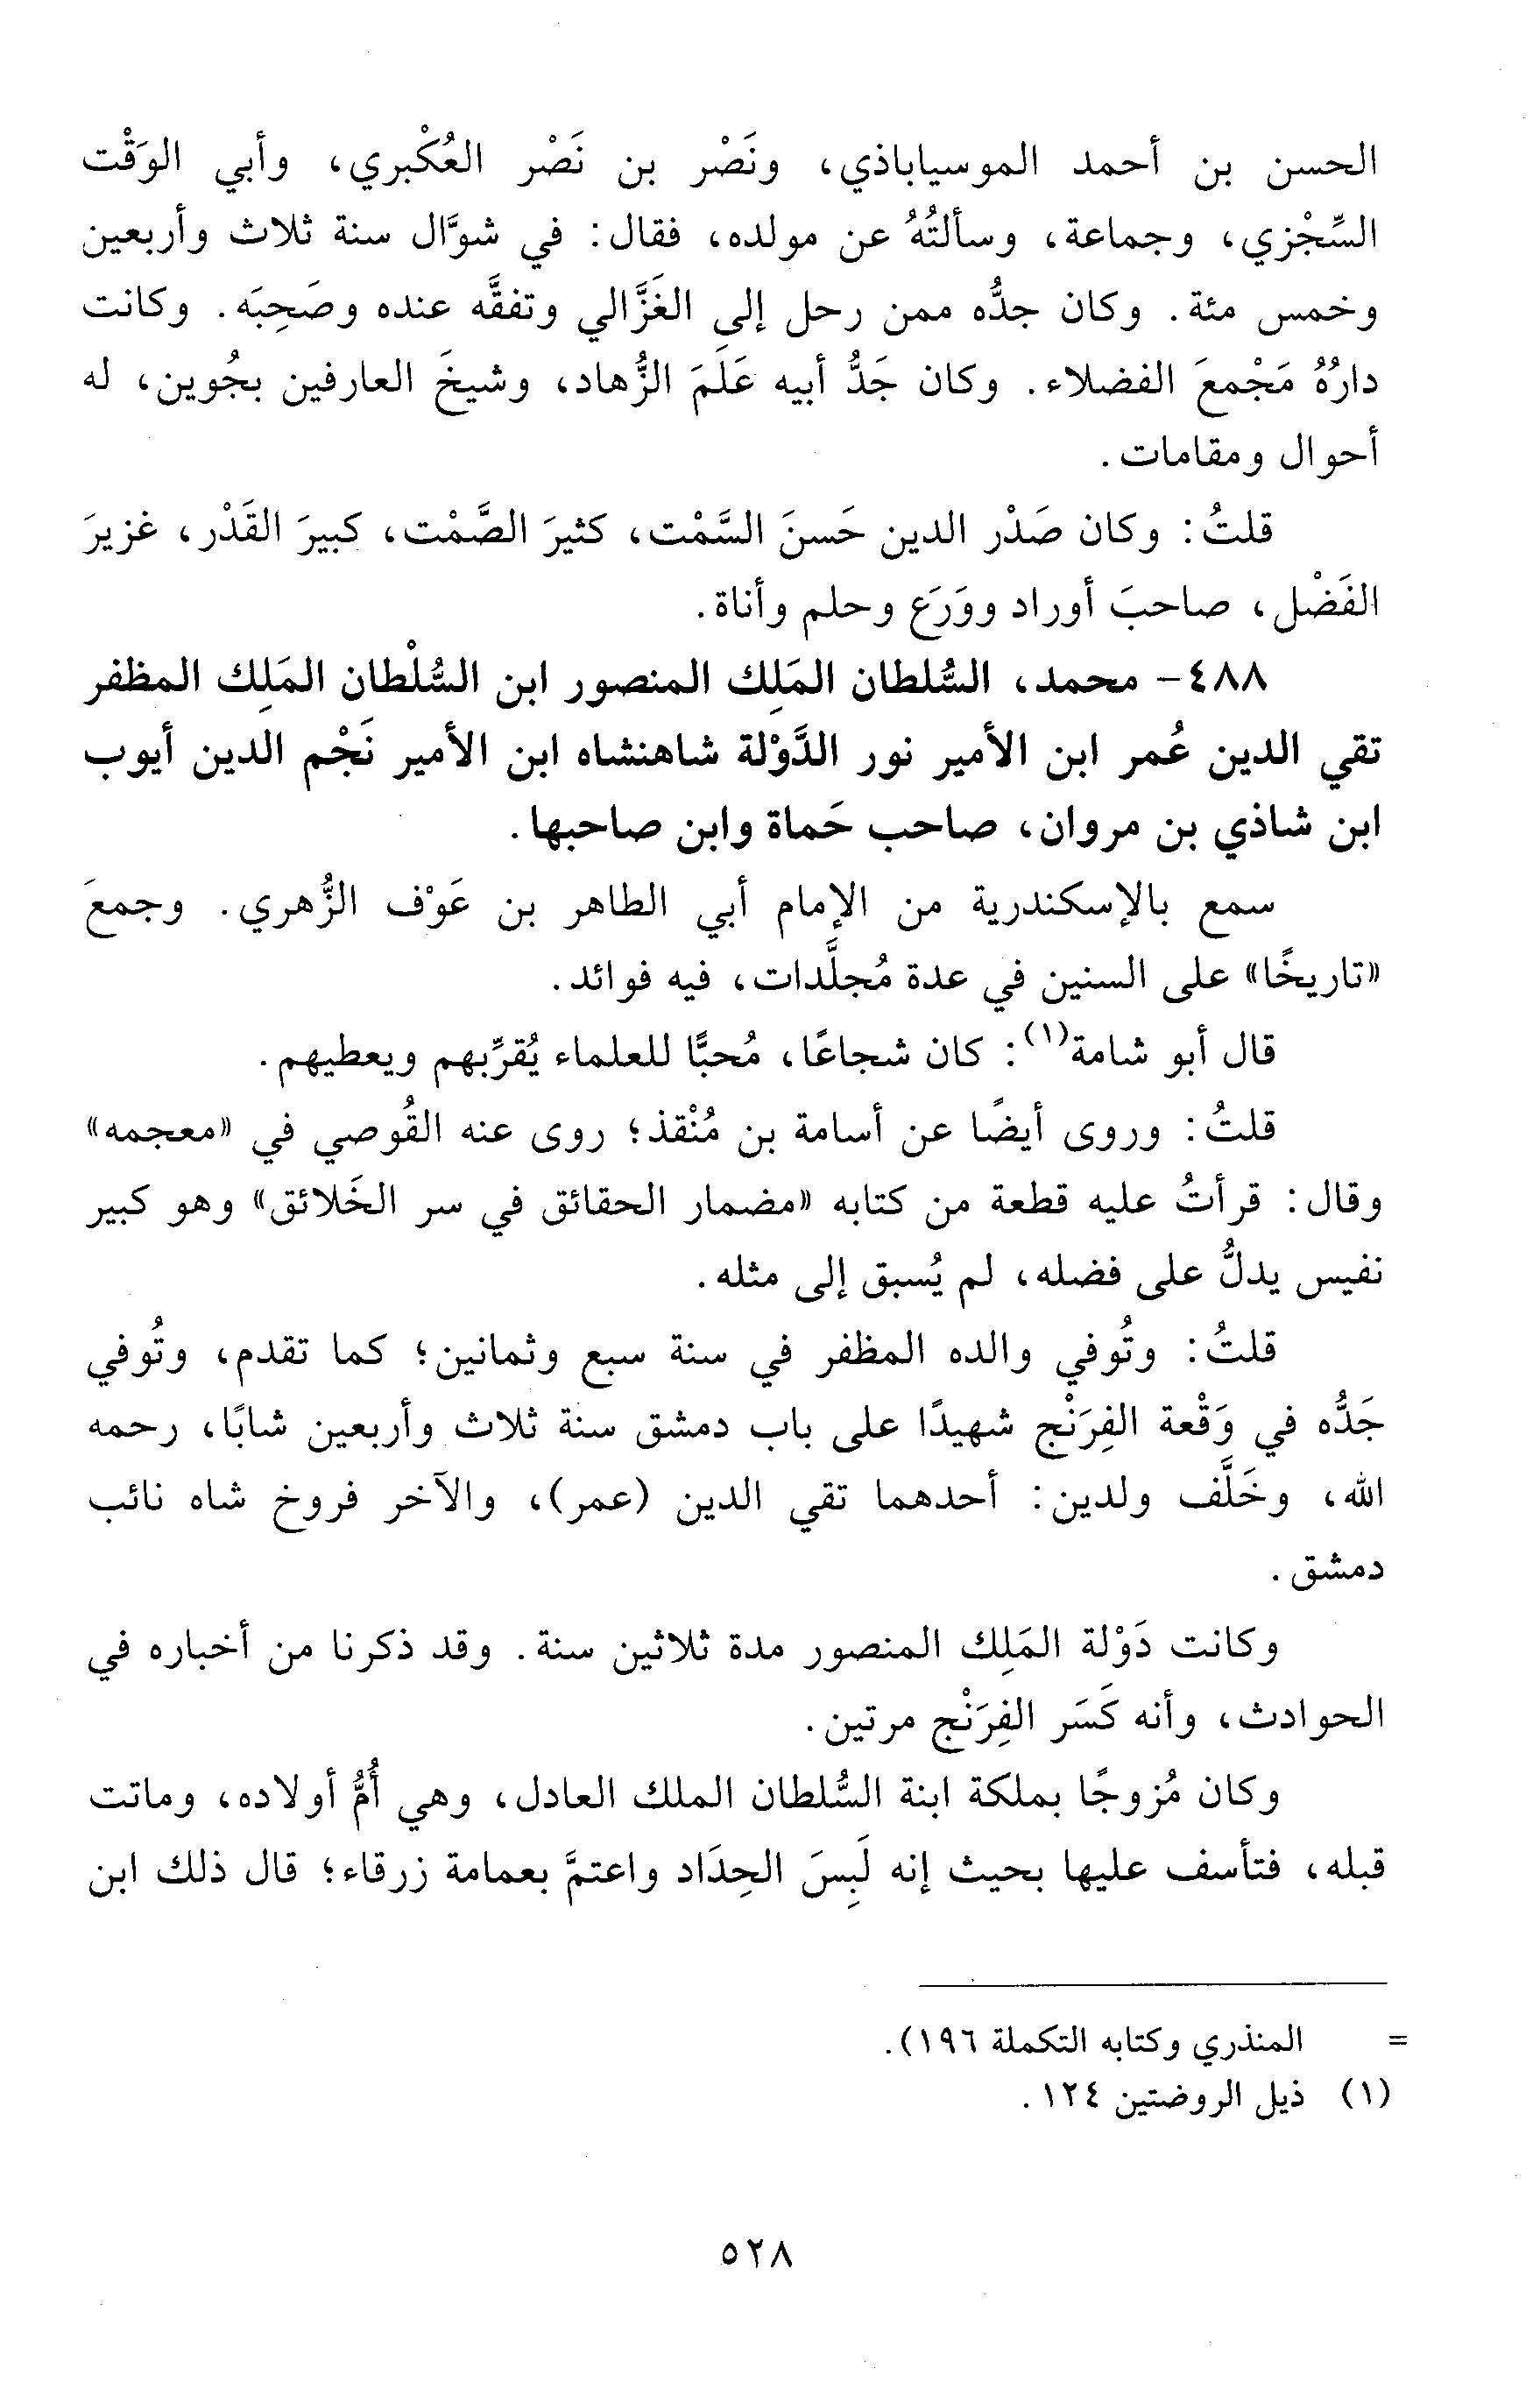 الحسن بن أحمد الموسياباذي، ونَصْر بن نَصْر العُكْبري، وأبي الوَقْت
السِّجْزي، وجماعة، وسألتُهُ عن مولده، فقال: في شوَّال سنة ثلاث وأربعين
وخمس مئة. وكان جدُّه ممن رحل إلى الغَزَّالي وتفقَّه عنده وصَحِبَه. وكانت
دارُهُ مَجْمعَ الفضلاء. وكان جَدُّ أبيه عَلَمَ الزُّهاد، وشيخَ العارفين بجُوين، له
أحوال ومقامات.
قلتُ: وكان صَدْر الدين حَسنَ السَّمْت، كثيرَ الصَّمْت، كبيرَ القَدْر، غزيرَ
الفَضْل، صاحبَ أوراد ووَرَع وحلم وأناة.
٤٨٨- محمد، السُّلطان المَلِك المنصور ابن السُّلْطان المَلِك المظفر
تقي الدين عُمر ابن الأمير نور الدَّوْلة شاهنشاه ابن الأمير نَجْم الدين أيوب
ابن شاذي بن مروان، صاحب حَماة وابن صاحبها.
سمع بالإسكندرية من الإمام أبي الطاهر بن عَوْف الزُّهري. وجمعَ
«تاريخًا» على السنين في عدة مُجلَّدات، فيه فوائد.
قال أبو شامة(١): كان شجاعًا، مُحبًّا للعلماء يُقرِّبهم ويعطيهم.
قلتُ: وروى أيضًا عن أسامة بن مُنْقذ؛ روى عنه القُوصي في «معجمه»
وقال: قرأتُ عليه قطعة من كتابه «مضمار الحقائق في سر الخَلائق» وهو كبير
نفيس يدلُّ على فضله، لم يُسبق إلى مثله.
قلتُ: وتُوفي والده المظفر في سنة سبع وثمانين؛ كما تقدم، وتُوفي
جَدُّه في وَقْعة الفِرَنْج شهيدًا على باب دمشق سنة ثلاث وأربعين شابًا، رحمه
الله، وخَلَّف ولدين: أحدهما تقي الدين (عمر)، والآخر فروخ شاه نائب
دمشق.
وكانت دَوْلة المَلِك المنصور مدة ثلاثين سنة. وقد ذكرنا من أخباره في
الحوادث، وأنه كَسَر الفِرَنْج مرتين.
وكان مُزوجًا بملكة ابنة السُّلطان الملك العادل، وهي أُمُّ أولاده، وماتت
قبله، فتأسف عليها بحيث إنه لَبِسَ الحِدَاد واعتمَّ بعمامة زرقاء؛ قال ذلك ابن
= المنذري وكتابه التكملة ١٩٦).
(١) ذيل الروضتين ١٢٤.
٥٢٨